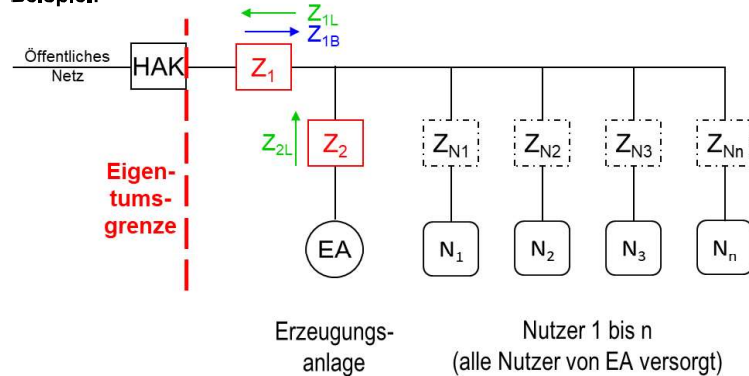 Beispiel:
Z1L
Z1B
Öffentliches
Netz
HAK
Z1
Z2L
Z2
ZN1
ZN2
ZN3
ZNn
Eigen-
tums-
grenze
EA
N1
N2
N3
Nn
Erzeugungs-
anlage
Nutzer 1 bis n
(alle Nutzer von EA versorgt)